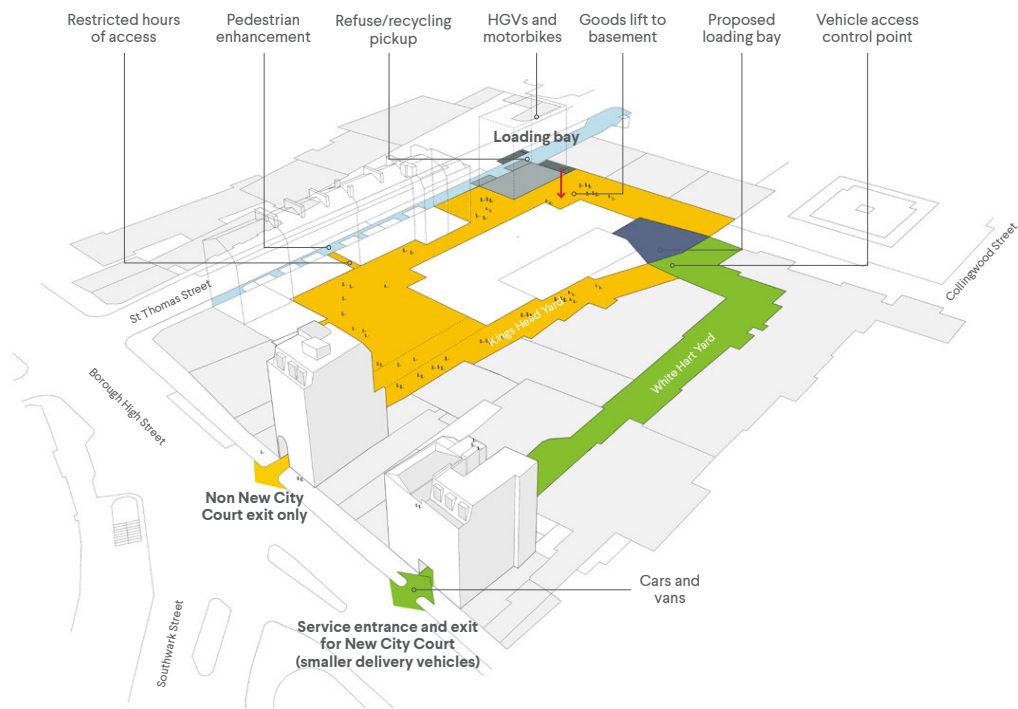 Restricted hours
of access
Pedestrian
enhancement
Refuse/recycling
pickup
HGVs and
motorbikes
Goods lift to
basement
Proposed
loading bay
Vehicle access
control point
Loading bay
St Thomas Street
Collingwood Street
Kings Head Yard
White Hart Yard
Borough High Street
Non New City
Court exit only
Cars and
vans
Service entrance and exit
for New City Court
(smaller delivery vehicles)
Southwark Street